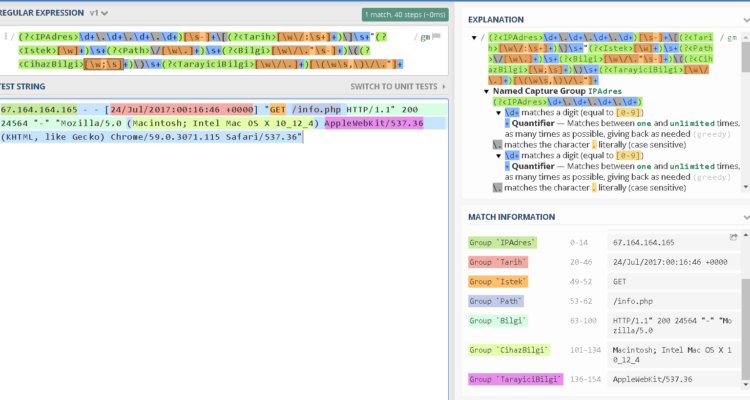 REGULAR EXPRESSION v1
1 match, 40 steps (~0ms)
/ (?<IPAdres>\d+\.\d+\.\d+\.\d+)[\s-]+\[(?<Tarih>[\w\/:\s+]+)\]\s+"(?
<Istek>[\w]+)\s+(?<Path>\/[\w\.]+)\s+(?<Bilgi>[\w\/\."\s-]+)\((?
<CihazBilgi>[\w;\s]+)\)\s+(?<TarayiciBilgi>[\w\/\.]+)[\(\w\s,\)\/\."]+
/ gm
TEST STRING
SWITCH TO UNIT TESTS
67.164.164.165 - - [24/Jul/2017:00:16:46 +0000] "GET /info.php HTTP/1.1" 200
24564 "-" "Mozilla/5.0 (Macintosh; Intel Mac OS X 10_12_4) AppleWebKit/537.36
(KHTML, like Gecko) Chrome/59.0.3071.115 Safari/537.36"
EXPLANATION
/ (?<IPAdres>\d+\.\d+\.\d+\.\d+)[\s-]+\[(?<Tari
h>[\w\/:\s+]+)\]\s+"(?<Istek>[\w]+)\s+(?<Path
>\/[\w\.]+)\s+(?<Bilgi>[\w\/\."\s-]+)\((?<Ci
hazBilgi>[\w;\s]+)\)\s+(?<TarayiciBilgi>[\w\/
\.]+)[\(\w\s,\)\/\."]+
/ gm
Named Capture Group IPAdres
(?<IPAdres>\d+\.\d+\.\d+\.\d+)
\d+ matches a digit (equal to [0-9])
+ Quantifier — Matches between one and unlimited times,
as many times as possible, giving back as needed (greedy)
\. matches the character . literally (case sensitive)
\d+ matches a digit (equal to [0-9])
+ Quantifier — Matches between one and unlimited times,
as many times as possible, giving back as needed (greedy)
\. matches the character . literally (case sensitive)
MATCH INFORMATION
Group `IPAdres` 0-14 67.164.164.165
Group `Tarih` 20-46 24/Jul/2017:00:16:46 +0000
Group `Istek` 49-52 GET
Group `Path` 53-62 /info.php
Group `Bilgi` 63-100 HTTP/1.1" 200 24564 "-" "Mo
zilla/5.0
Group `CihazBilgi` 101-134 Macintosh; Intel Mac OS X 1
0_12_4
Group `TarayiciBilgi` 136-154 AppleWebKit/537.36